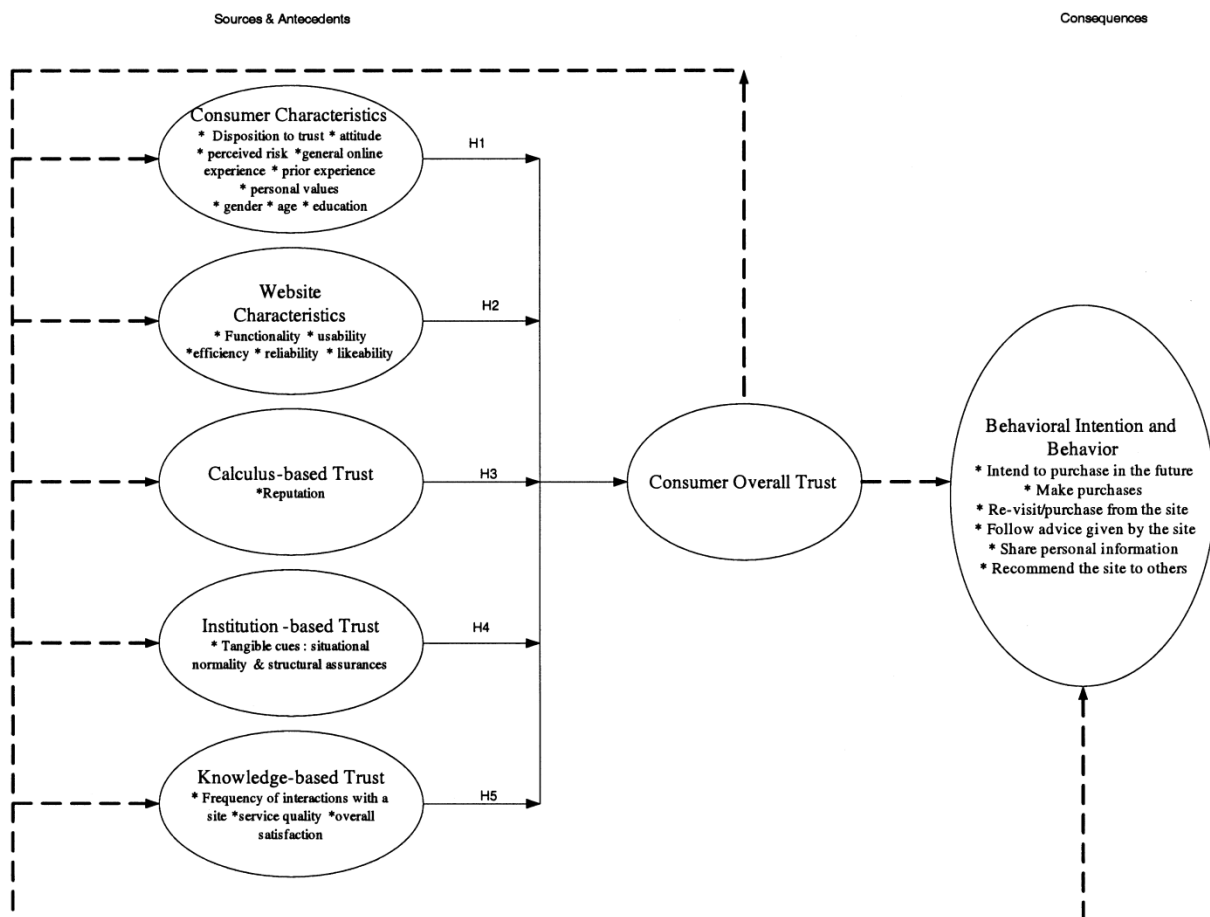 Sources & Antecedents
Consequences
Consumer Characteristics
* Disposition to trust * attitude
* perceived risk *general online
experience * prior experience
* personal values
* gender * age * education
H1
Website
Characteristics
* Functionality * usability
*efficiency * reliability * likeability
H2
Calculus-based Trust
*Reputation
H3
Institution -based Trust
* Tangible cues : situational
normality & structural assurances
H4
Knowledge-based Trust
* Frequency of interactions with a
site *service quality *overall
satisfaction
H5
Consumer Overall Trust
Behavioral Intention and
Behavior
* Intend to purchase in the future
* Make purchases
* Re-visit/purchase from the site
* Follow advice given by the site
* Share personal information
* Recommend the site to others